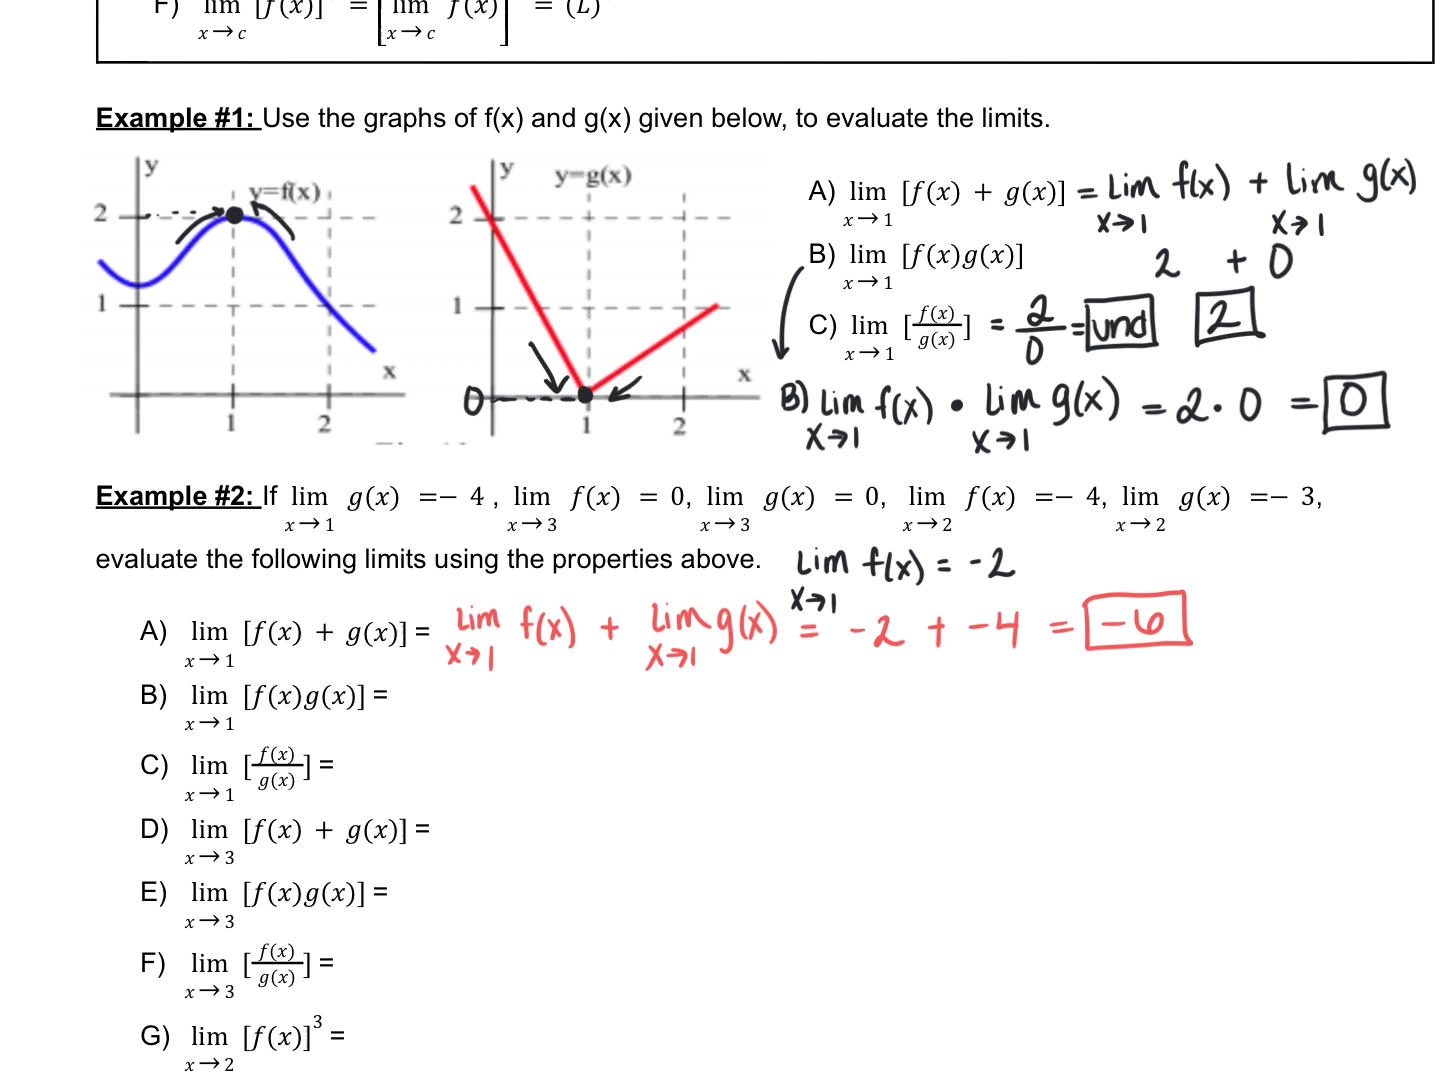 F) lim [f(x)] = [lim f(x)] = (L)
x→c x→c
Example #1: Use the graphs of f(x) and g(x) given below, to evaluate the limits.
y
y=f(x)
2
1
x
1 2
y
y=g(x)
2
1
0
x
1 2
A) lim [f(x) + g(x)] = Lim f(x) + Lim g(x)
x→1 x→1 x→1
2 + 0
2
B) lim [f(x)g(x)]
x→1
C) lim [f(x)/g(x)] = 2/0 = und
x→1
B) Lim f(x) • Lim g(x) = 2·0 = 0
x→1 x→1
Example #2: If lim g(x) =− 4 , lim f(x) = 0, lim g(x) = 0, lim f(x) =− 4, lim g(x) =− 3,
x→1 x→3 x→3 x→2 x→2
evaluate the following limits using the properties above. Lim f(x) = -2
x→1
A) lim [f(x) + g(x)] = Lim f(x) + Lim g(x) = -2 + -4 = -6
x→1 x→1 x→1
B) lim [f(x)g(x)] =
x→1
C) lim [f(x)/g(x)] =
x→1
D) lim [f(x) + g(x)] =
x→3
E) lim [f(x)g(x)] =
x→3
F) lim [f(x)/g(x)] =
x→3
G) lim [f(x)]³ =
x→2